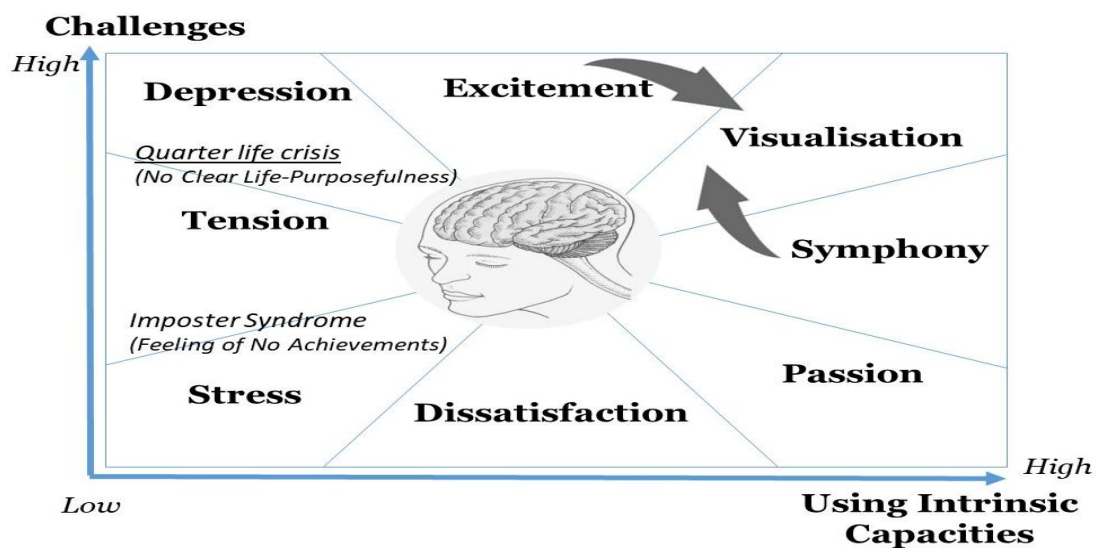 Challenges
High
Depression
Excitement
Visualisation
Quarter life crisis
(No Clear Life-Purposefulness)
Tension
Symphony
Imposter Syndrome
(Feeling of No Achievements)
Passion
Stress
Dissatisfaction
High
Low
Using Intrinsic
Capacities